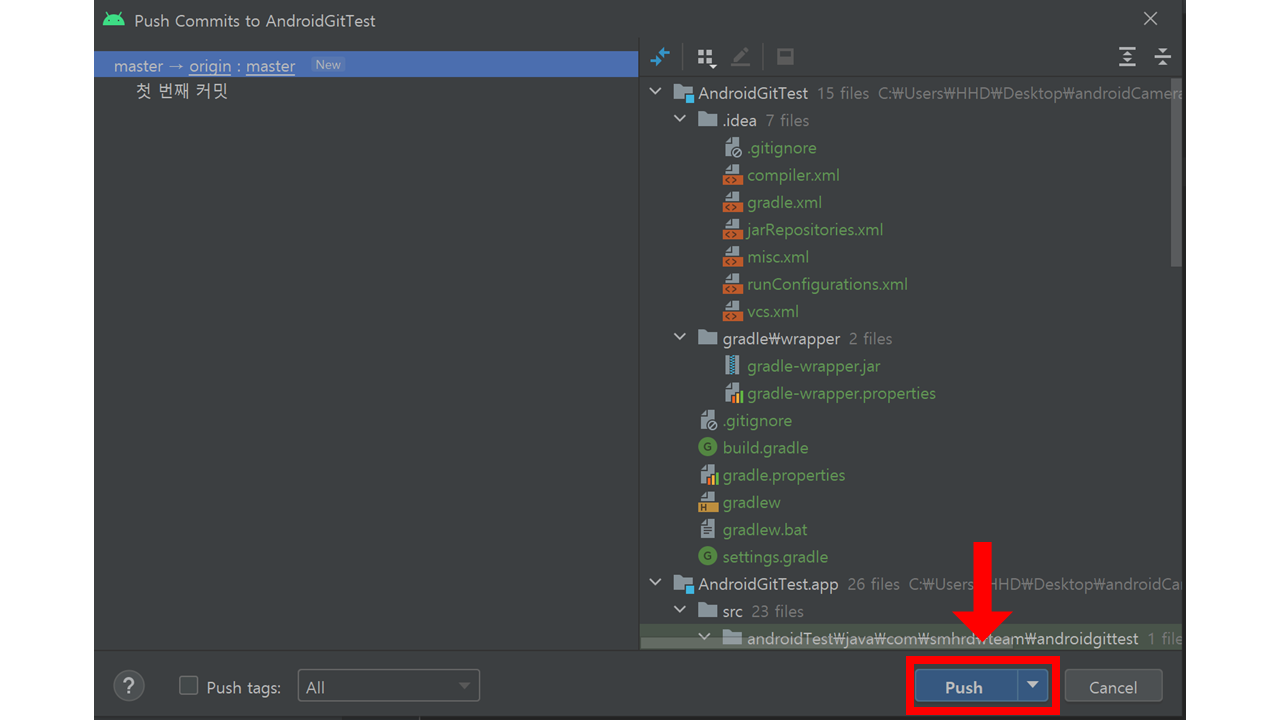 Push Commits to AndroidGitTest
master → origin : master New
첫 번째 커밋
AndroidGitTest 15 files C:₩Users₩HHD₩Desktop₩androidCamera
.idea 7 files
.gitignore
compiler.xml
gradle.xml
jarRepositories.xml
misc.xml
runConfigurations.xml
vcs.xml
gradle₩wrapper 2 files
gradle-wrapper.jar
gradle-wrapper.properties
.gitignore
build.gradle
gradle.properties
gradlew
gradlew.bat
settings.gradle
AndroidGitTest.app 26 files C:₩Users₩HHD₩Desktop₩androidCa
src 23 files
androidTest₩java₩com₩smhrd₩team₩androidgittest 1 file
? Push tags: All
Push
Cancel